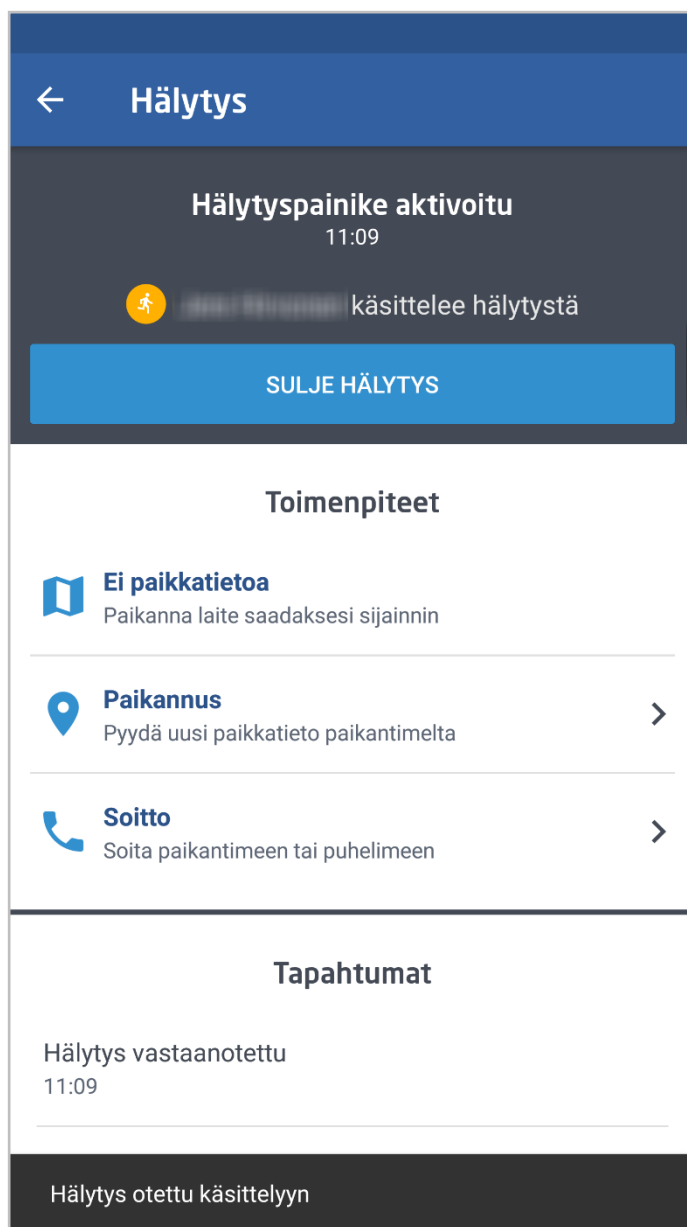 Hälytys
Hälytyspainike aktivoitu
11:09
käsittelee hälytystä
SULJE HÄLYTYS
Toimenpiteet
Ei paikkatietoa
Paikanna laite saadaksesi sijainnin
Paikannus
Pyydä uusi paikkatieto paikantimelta
Soitto
Soita paikantimeen tai puhelimeen
Tapahtumat
Hälytys vastaanotettu
11:09
Hälytys otettu käsittelyyn